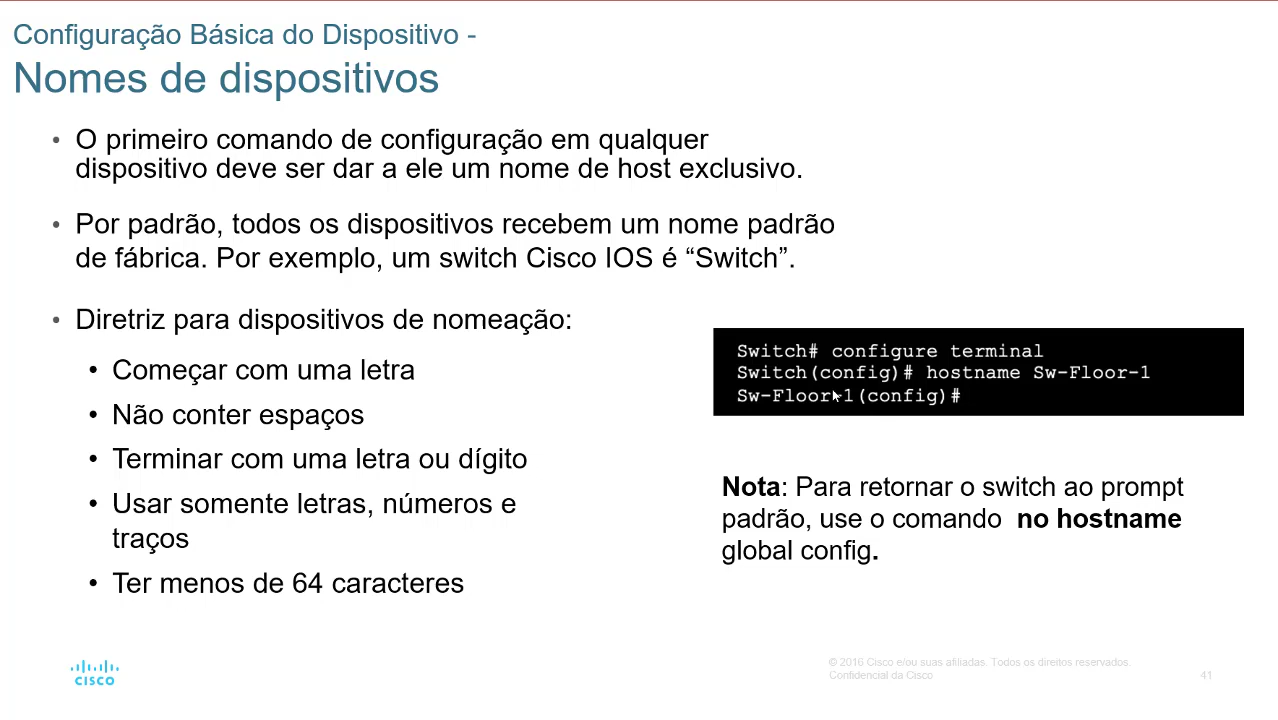 Configuração Básica do Dispositivo -
Nomes de dispositivos
• O primeiro comando de configuração em qualquer
dispositivo deve ser dar a ele um nome de host exclusivo.
• Por padrão, todos os dispositivos recebem um nome padrão
de fábrica. Por exemplo, um switch Cisco IOS é “Switch”.
• Diretriz para dispositivos de nomeação:
• Começar com uma letra
• Não conter espaços
• Terminar com uma letra ou dígito
• Usar somente letras, números e
traços
• Ter menos de 64 caracteres
Switch# configure terminal
Switch(config)# hostname Sw-Floor-1
Sw-Floor-1(config)#
Nota: Para retornar o switch ao prompt
padrão, use o comando no hostname
global config.
CISCO
© 2016 Cisco e/ou suas afiliadas. Todos os direitos reservados.
Confidencial da Cisco
41